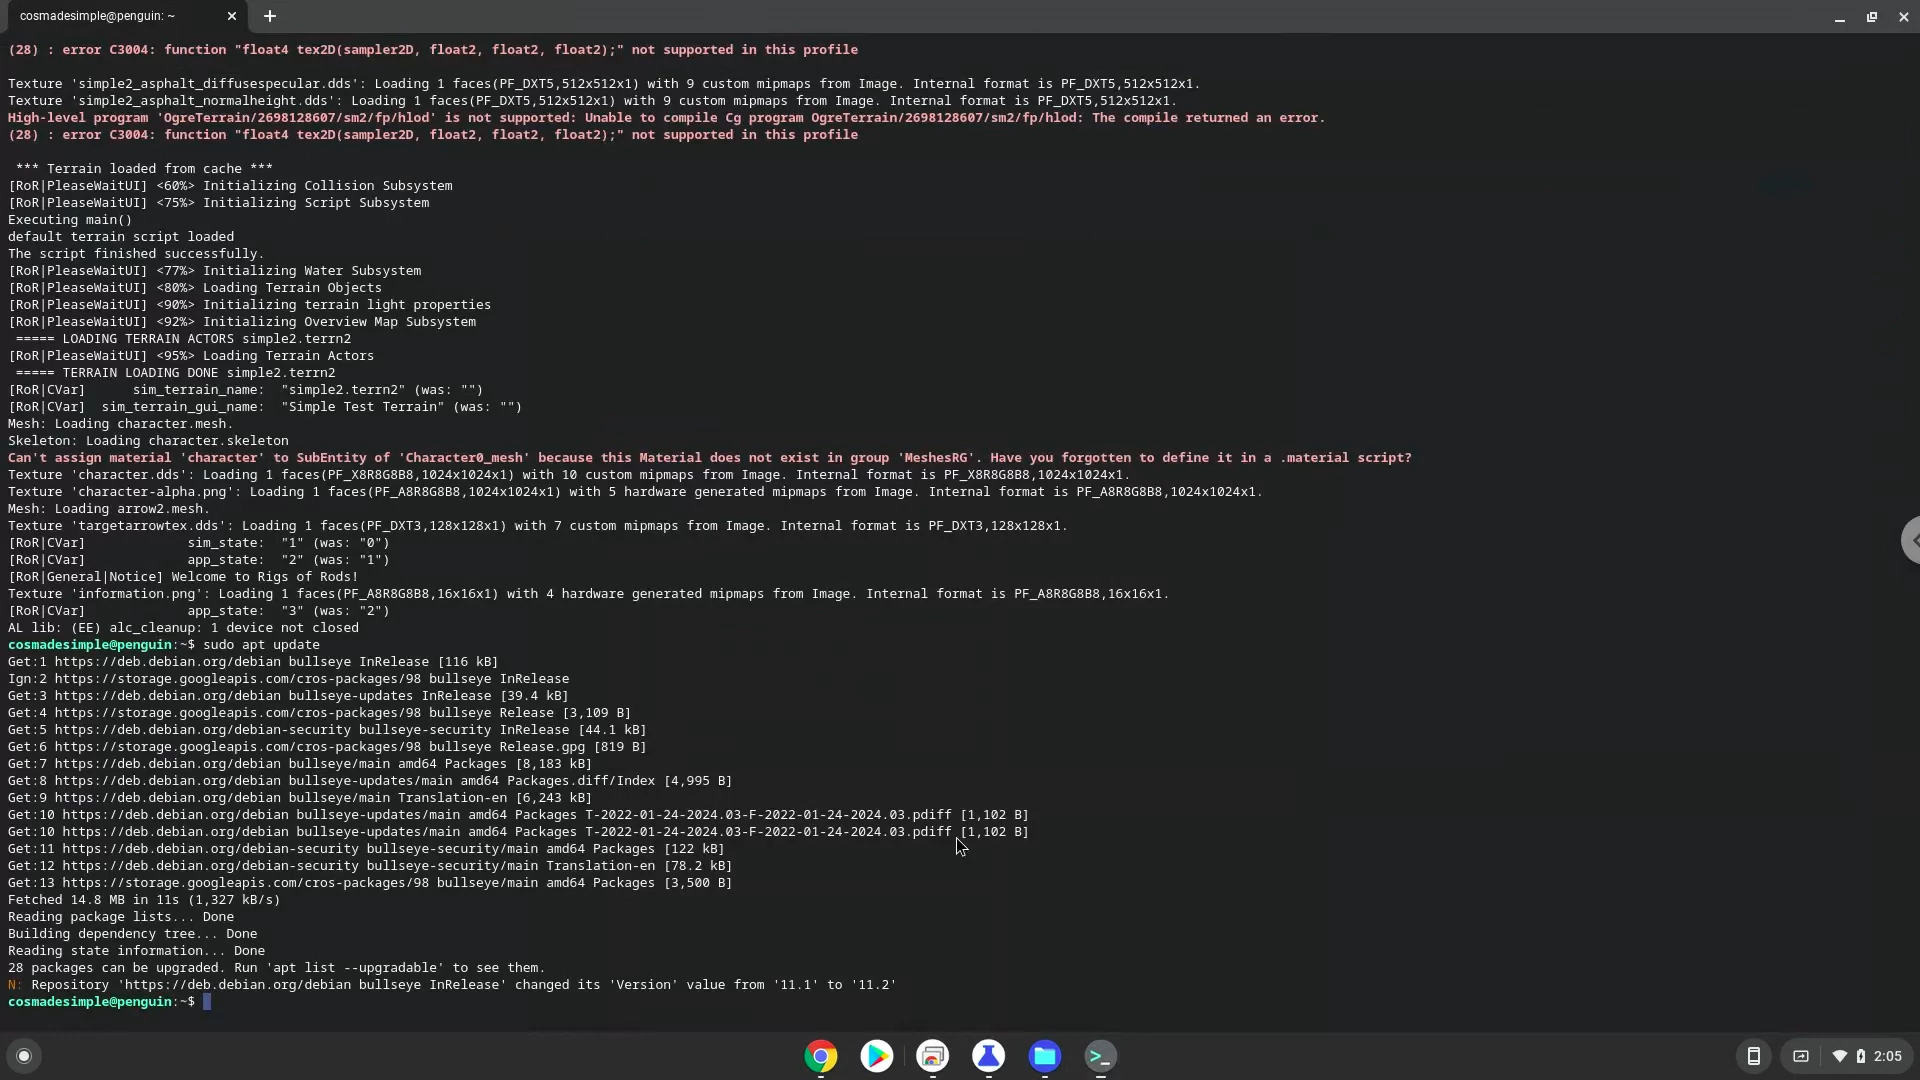 cosmadesimple@penguin: ~
(28) : error C3004: function "float4 tex2D(sampler2D, float2, float2, float2);" not supported in this profile
Texture 'simple2_asphalt_diffusespecular.dds': Loading 1 faces(PF_DXT5,512x512x1) with 9 custom mipmaps from Image. Internal format is PF_DXT5,512x512x1.
Texture 'simple2_asphalt_normalheight.dds': Loading 1 faces(PF_DXT5,512x512x1) with 9 custom mipmaps from Image. Internal format is PF_DXT5,512x512x1.
High-level program 'OgreTerrain/2698128607/sm2/fp/hlod' is not supported: Unable to compile Cg program OgreTerrain/2698128607/sm2/fp/hlod: The compile returned an error.
(28) : error C3004: function "float4 tex2D(sampler2D, float2, float2, float2);" not supported in this profile
*** Terrain loaded from cache ***
[RoR|PleaseWaitUI] <60%> Initializing Collision Subsystem
[RoR|PleaseWaitUI] <75%> Initializing Script Subsystem
Executing main()
default terrain script loaded
The script finished successfully.
[RoR|PleaseWaitUI] <77%> Initializing Water Subsystem
[RoR|PleaseWaitUI] <80%> Loading Terrain Objects
[RoR|PleaseWaitUI] <90%> Initializing terrain light properties
[RoR|PleaseWaitUI] <92%> Initializing Overview Map Subsystem
===== LOADING TERRAIN ACTORS simple2.terrn2
[RoR|PleaseWaitUI] <95%> Loading Terrain Actors
===== TERRAIN LOADING DONE simple2.terrn2
[RoR|CVar]      sim_terrain_name:  "simple2.terrn2" (was: "")
[RoR|CVar]  sim_terrain_gui_name:  "Simple Test Terrain" (was: "")
Mesh: Loading character.mesh.
Skeleton: Loading character.skeleton
Can't assign material 'character' to SubEntity of 'Character0_mesh' because this Material does not exist in group 'MeshesRG'. Have you forgotten to define it in a .material script?
Texture 'character.dds': Loading 1 faces(PF_X8R8G8B8,1024x1024x1) with 10 custom mipmaps from Image. Internal format is PF_X8R8G8B8,1024x1024x1.
Texture 'character-alpha.png': Loading 1 faces(PF_A8R8G8B8,1024x1024x1) with 5 hardware generated mipmaps from Image. Internal format is PF_A8R8G8B8,1024x1024x1.
Mesh: Loading arrow2.mesh.
Texture 'targetarrowtex.dds': Loading 1 faces(PF_DXT3,128x128x1) with 7 custom mipmaps from Image. Internal format is PF_DXT3,128x128x1.
[RoR|CVar]             sim_state:  "1" (was: "0")
[RoR|CVar]             app_state:  "2" (was: "1")
[RoR|General|Notice] Welcome to Rigs of Rods!
Texture 'information.png': Loading 1 faces(PF_A8R8G8B8,16x16x1) with 4 hardware generated mipmaps from Image. Internal format is PF_A8R8G8B8,16x16x1.
[RoR|CVar]             app_state:  "3" (was: "2")
AL lib: (EE) alc_cleanup: 1 device not closed
cosmadesimple@penguin:~$ sudo apt update
Get:1 https://deb.debian.org/debian bullseye InRelease [116 kB]
Ign:2 https://storage.googleapis.com/cros-packages/98 bullseye InRelease
Get:3 https://deb.debian.org/debian bullseye-updates InRelease [39.4 kB]
Get:4 https://storage.googleapis.com/cros-packages/98 bullseye Release [3,109 B]
Get:5 https://deb.debian.org/debian-security bullseye-security InRelease [44.1 kB]
Get:6 https://storage.googleapis.com/cros-packages/98 bullseye Release.gpg [819 B]
Get:7 https://deb.debian.org/debian bullseye/main amd64 Packages [8,183 kB]
Get:8 https://deb.debian.org/debian bullseye-updates/main amd64 Packages.diff/Index [4,995 B]
Get:9 https://deb.debian.org/debian bullseye/main Translation-en [6,243 kB]
Get:10 https://deb.debian.org/debian bullseye-updates/main amd64 Packages T-2022-01-24-2024.03-F-2022-01-24-2024.03.pdiff [1,102 B]
Get:10 https://deb.debian.org/debian bullseye-updates/main amd64 Packages T-2022-01-24-2024.03-F-2022-01-24-2024.03.pdiff [1,102 B]
Get:11 https://deb.debian.org/debian-security bullseye-security/main amd64 Packages [122 kB]
Get:12 https://deb.debian.org/debian-security bullseye-security/main Translation-en [78.2 kB]
Get:13 https://storage.googleapis.com/cros-packages/98 bullseye/main amd64 Packages [3,500 B]
Fetched 14.8 MB in 11s (1,327 kB/s)
Reading package lists... Done
Building dependency tree... Done
Reading state information... Done
28 packages can be upgraded. Run 'apt list --upgradable' to see them.
N: Repository 'https://deb.debian.org/debian bullseye InRelease' changed its 'Version' value from '11.1' to '11.2'
cosmadesimple@penguin:~$
2:05